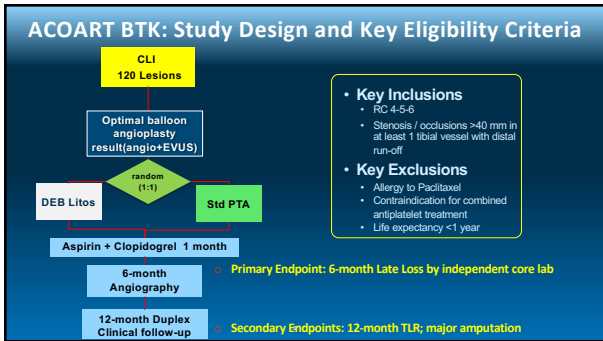 ACOART BTK: Study Design and Key Eligibility Criteria
CLI
120 Lesions
Optimal balloon
angioplasty
result(angio+EVUS)
random
(1:1)
DEB Litos
Std PTA
Aspirin + Clopidogrel 1 month
6-month
Angiography
12-month Duplex
Clinical follow-up
• Key Inclusions
• RC 4-5-6
• Stenosis / occlusions >40 mm in
at least 1 tibial vessel with distal
run-off
• Key Exclusions
• Allergy to Paclitaxel
• Contraindication for combined
antiplatelet treatment
• Life expectancy <1 year
o Primary Endpoint: 6-month Late Loss by independent core lab
o Secondary Endpoints: 12-month TLR; major amputation